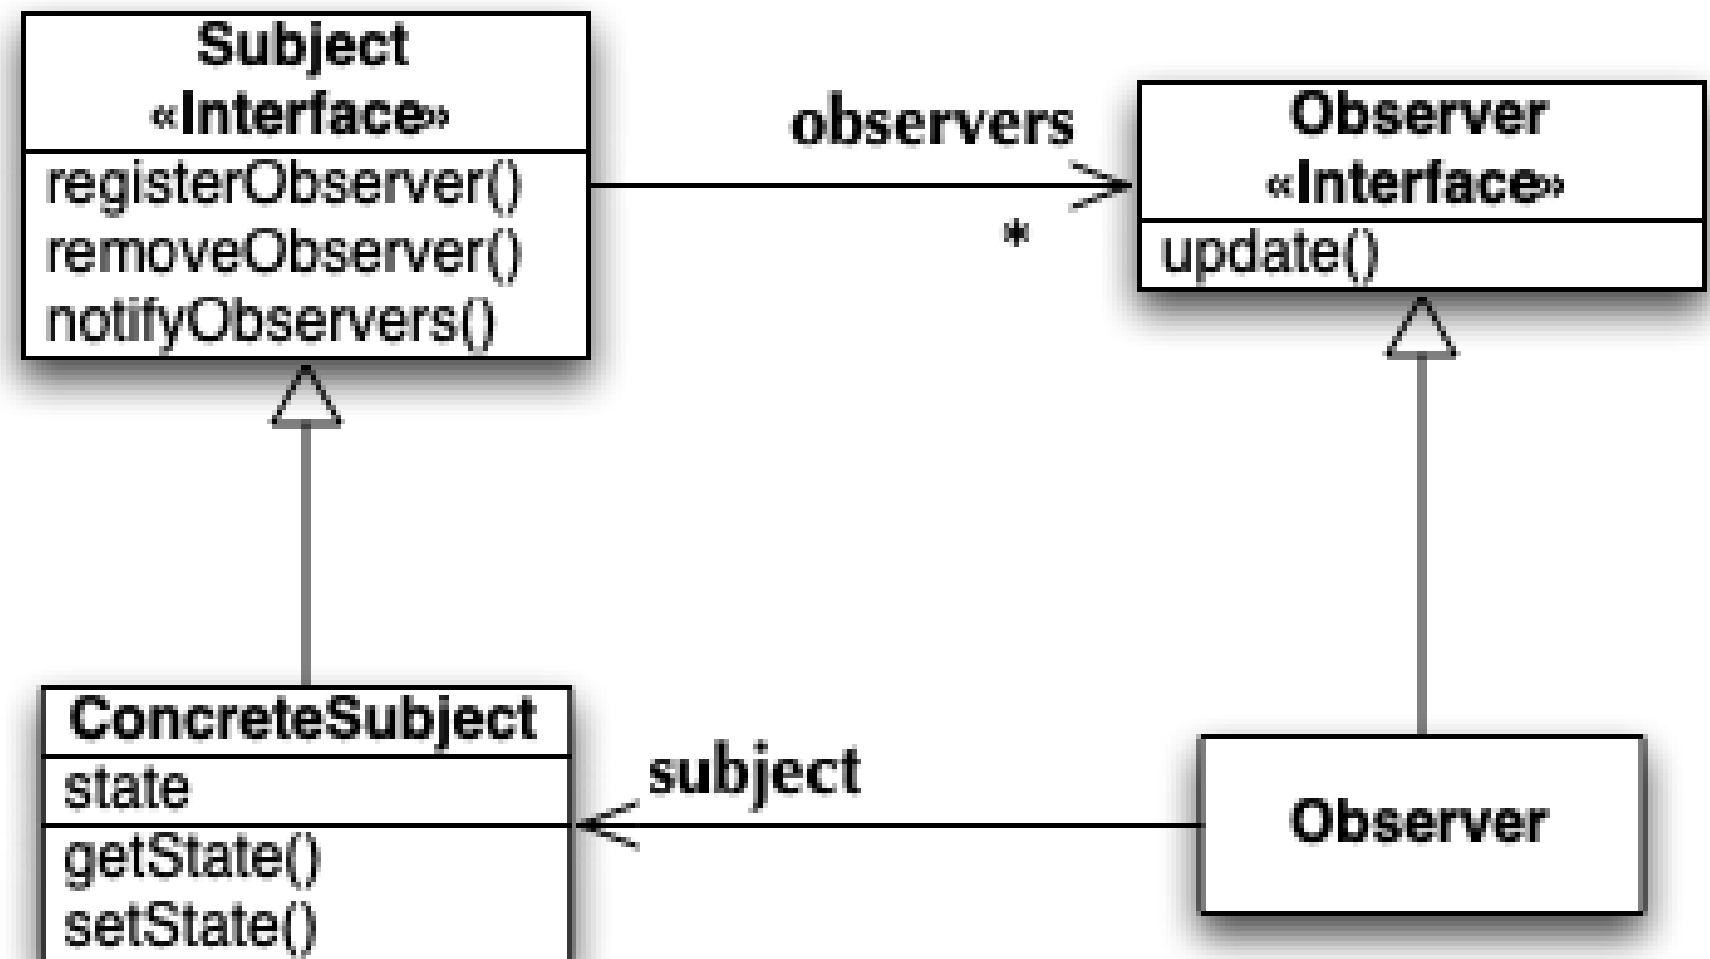 Subject
«Interface»
registerObserver()
removeObserver()
notifyObservers()
observers
*
Observer
«Interface»
update()
ConcreteSubject
state
getState()
setState()
subject
Observer